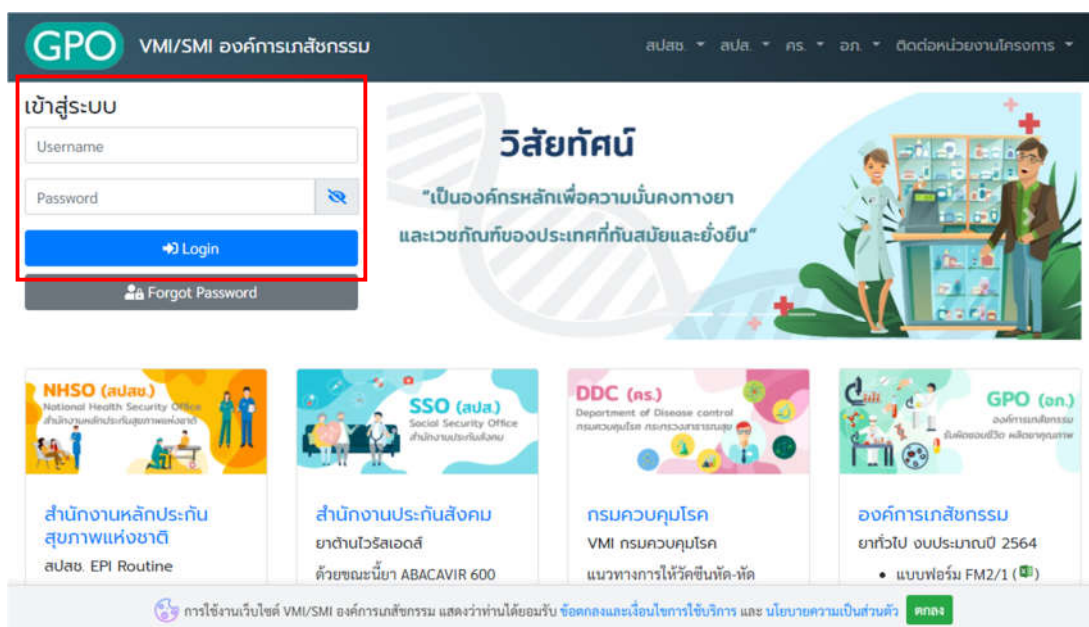 GPO VMI/SMI องค์การเภสัชกรรม สปสช. สปส. คร. อภ. ติดต่อหน่วยงานโครงการ
เข้าสู่ระบบ
Username
Password
Login
Forgot Password
วิสัยทัศน์
"เป็นองค์กรหลักเพื่อความมั่นคงทางยา
และเวชภัณฑ์ของประเทศที่ทันสมัยและยั่งยืน"
NHSO (สปสช.)
National Health Security Office
สำนักงานหลักประกันสุขภาพแห่งชาติ
สำนักงานหลักประกัน
สุขภาพแห่งชาติ
สปสช. EPI Routine
SSO (สปส.)
Social Security Office
สำนักงานประกันสังคม
สำนักงานประกันสังคม
ยาต้านไวรัสเอดส์
ด้วยขณะนี้ยา ABACAVIR 600
DDC (คร.)
Department of Disease control
กรมควบคุมโรค กระทรวงสาธารณสุข
กรมควบคุมโรค
VMI กรมควบคุมโรค
แนวทางการให้วัคซีนหัด-หัด
GPO (อภ.)
องค์การเภสัชกรรม
รับผิดชอบชีวิต ผลิตยาคุณภาพ
องค์การเภสัชกรรม
ยาทั่วไป งบประมาณปี 2564
แบบฟอร์ม FM2/1 ( )
การใช้งานเว็บไซต์ VMI/SMI องค์การเภสัชกรรม แสดงว่าท่านได้ยอมรับ ข้อตกลงและเงื่อนไขการใช้บริการ และ นโยบายความเป็นส่วนตัว ตกลง